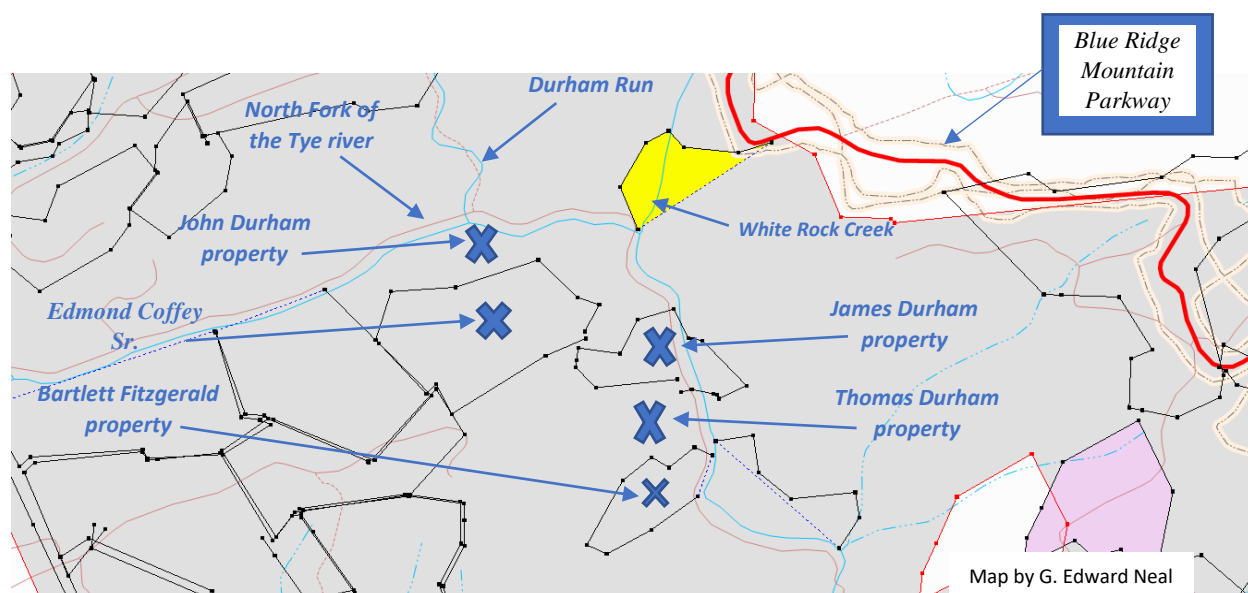 Blue Ridge
Mountain
Parkway
Durham Run
North Fork of
the Tye river
John Durham
property
White Rock Creek
Edmond Coffey
Sr.
James Durham
property
Bartlett Fitzgerald
property
Thomas Durham
property
Map by G. Edward Neal